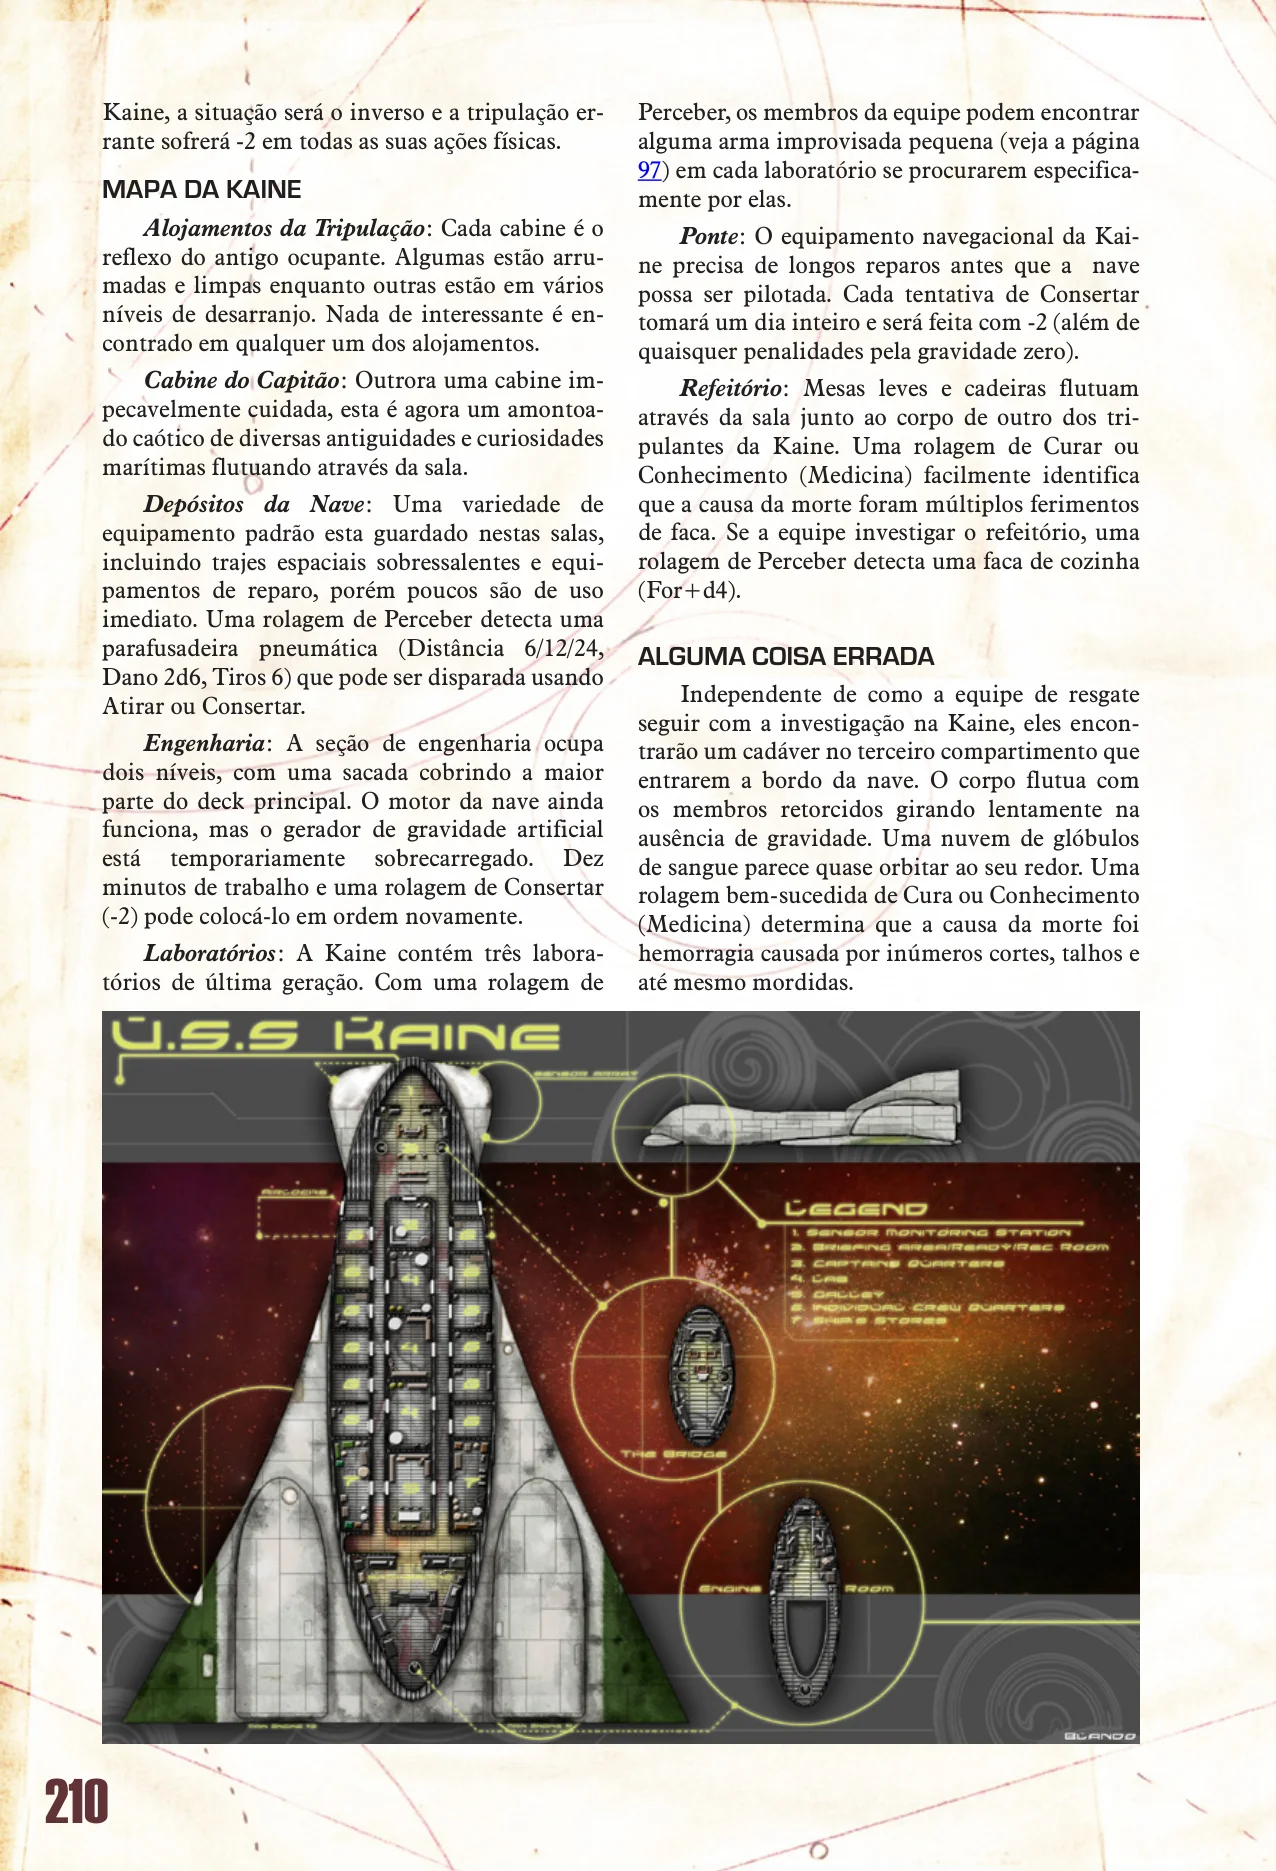 Kaine, a situação será o inverso e a tripulação er-
rante sofrerá -2 em todas as suas ações físicas.
MAPA DA KAINE
Alojamentos da Tripulação: Cada cabine é o
reflexo do antigo ocupante. Algumas estão arru-
madas e limpas enquanto outras estão em vários
níveis de desarranjo. Nada de interessante é en-
contrado em qualquer um dos alojamentos.
Cabine do Capitão: Outrora uma cabine im-
pecavelmente cuidada, esta é agora um amontoa-
do caótico de diversas antiguidades e curiosidades
marítimas flutuando através da sala.
Depósitos da Nave: Uma variedade de
equipamento padrão esta guardado nestas salas,
incluindo trajes espaciais sobressalentes e equi-
pamentos de reparo, porém poucos são de uso
imediato. Uma rolagem de Perceber detecta uma
parafusadeira pneumática (Distância 6/12/24,
Dano 2d6, Tiros 6) que pode ser disparada usando
Atirar ou Consertar.
Engenharia: A seção de engenharia ocupa
dois níveis, com uma sacada cobrindo a maior
parte do deck principal. O motor da nave ainda
funciona, mas o gerador de gravidade artificial
está temporariamente sobrecarregado. Dez
minutos de trabalho e uma rolagem de Consertar
(-2) pode colocá-lo em ordem novamente.
Laboratórios: A Kaine contém três labora-
tórios de última geração. Com uma rolagem de
Perceber, os membros da equipe podem encontrar
alguma arma improvisada pequena (veja a página
97) em cada laboratório se procurarem especifica-
mente por elas.
Ponte: O equipamento navegacional da Kai-
ne precisa de longos reparos antes que a nave
possa ser pilotada. Cada tentativa de Consertar
tomará um dia inteiro e será feita com -2 (além de
quaisquer penalidades pela gravidade zero).
Refeitório: Mesas leves e cadeiras flutuam
através da sala junto ao corpo de outro dos tri-
pulantes da Kaine. Uma rolagem de Curar ou
Conhecimento (Medicina) facilmente identifica
que a causa da morte foram múltiplos ferimentos
de faca. Se a equipe investigar o refeitório, uma
rolagem de Perceber detecta uma faca de cozinha
(For+d4).
ALGUMA COISA ERRADA
Independente de como a equipe de resgate
seguir com a investigação na Kaine, eles encon-
trarão um cadáver no terceiro compartimento que
entrarem a bordo da nave. O corpo flutua com
os membros retorcidos girando lentamente na
ausência de gravidade. Uma nuvem de glóbulos
de sangue parece quase orbitar ao seu redor. Uma
rolagem bem-sucedida de Cura ou Conhecimento
(Medicina) determina que a causa da morte foi
hemorragia causada por inúmeros cortes, talhos e
até mesmo mordidas.
U.S.S KAINE
SENSOR ARRAY
AIRLOCKS
LEGEND
1. SENSOR MONITORING STATION
2. BRIEFING AREA/READY/REC ROOM
3. CAPTAINS QUARTERS
4. LAB
5. GALLEY
6. INDIVIDUAL CREW QUARTERS
7. SHIPS STORES
THE BRIDGE
ENGINE ROOM
BLANDO
210